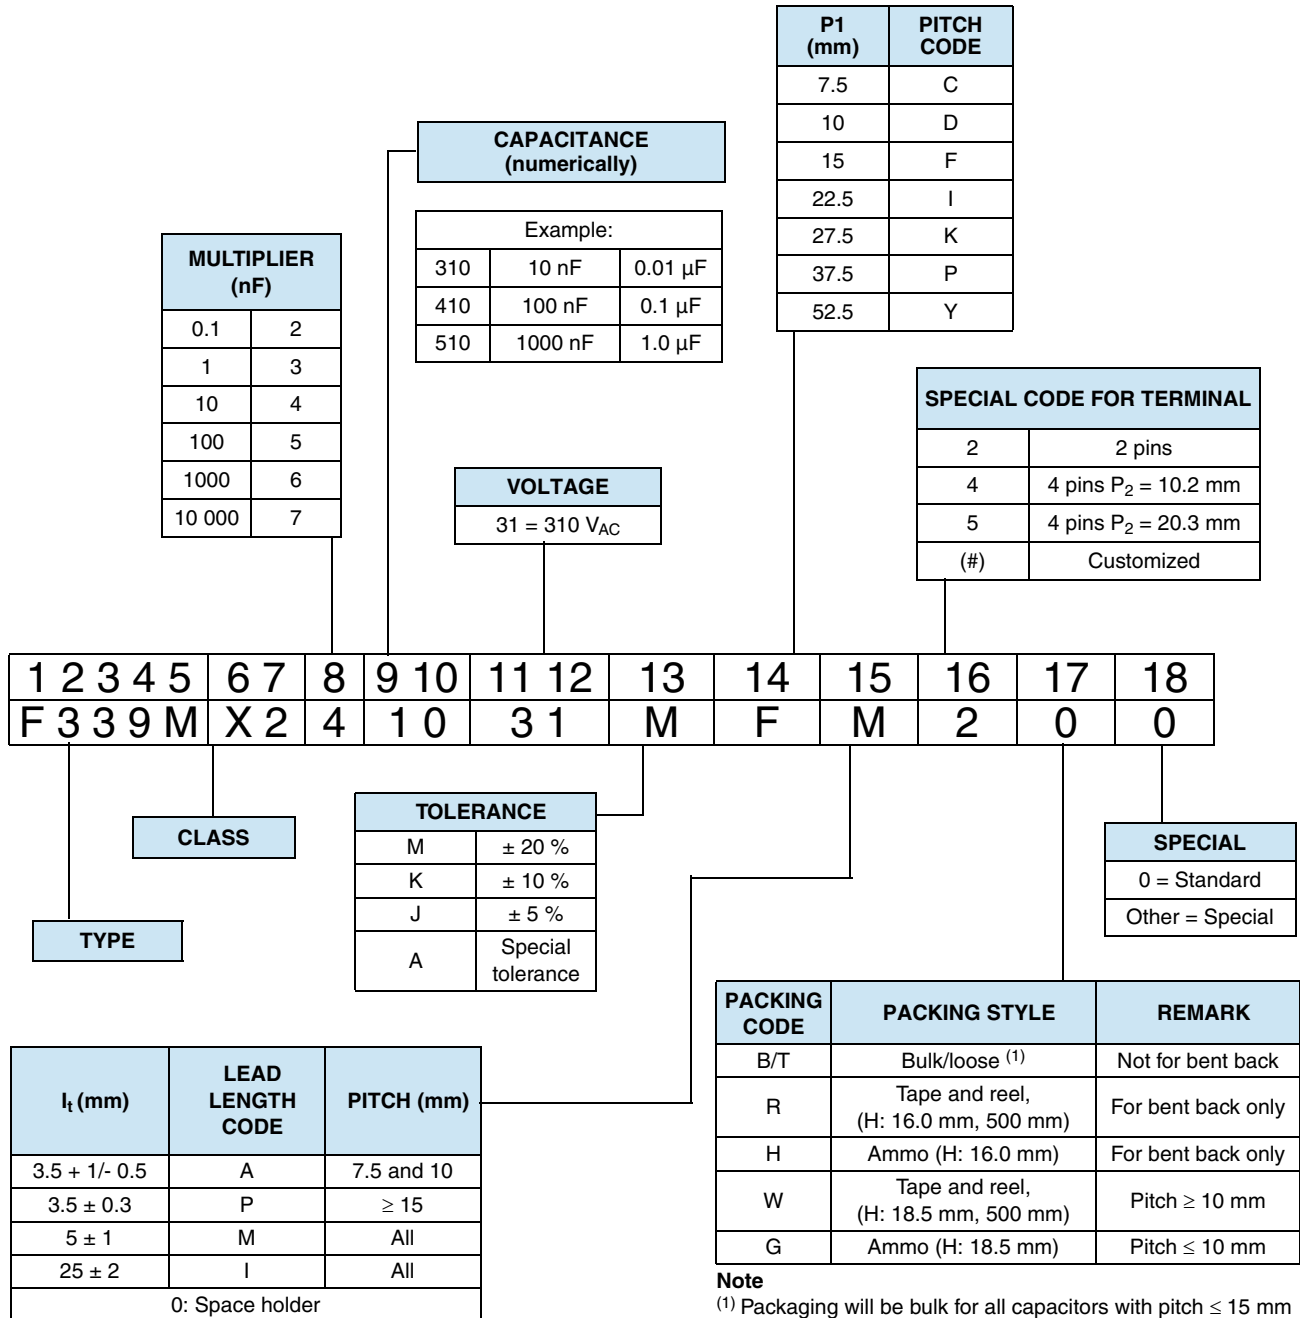 P1 (mm) PITCH CODE
7.5 C
10 D
15 F
22.5 I
27.5 K
37.5 P
52.5 Y
CAPACITANCE
(numerically)
Example:
310 10 nF 0.01 µF
410 100 nF 0.1 µF
510 1000 nF 1.0 µF
MULTIPLIER
(nF)
0.1 2
1 3
10 4
100 5
1000 6
10 000 7
VOLTAGE
31 = 310 VAC
SPECIAL CODE FOR TERMINAL
2 2 pins
4 4 pins P2 = 10.2 mm
5 4 pins P2 = 20.3 mm
(#) Customized
1 2 3 4 5 6 7 8 9 10 11 12 13 14 15 16 17 18
F 3 3 9 M X 2 4 1 0 3 1 M F M 2 0 0
TYPE
CLASS
TOLERANCE
M ± 20 %
K ± 10 %
J ± 5 %
A Special tolerance
SPECIAL
0 = Standard
Other = Special
lt (mm) LEAD LENGTH CODE PITCH (mm)
3.5 + 1/- 0.5 A 7.5 and 10
3.5 ± 0.3 P ≥ 15
5 ± 1 M All
25 ± 2 I All
0: Space holder
PACKING CODE PACKING STYLE REMARK
B/T Bulk/loose (1) Not for bent back
R Tape and reel, (H: 16.0 mm, 500 mm) For bent back only
H Ammo (H: 16.0 mm) For bent back only
W Tape and reel, (H: 18.5 mm, 500 mm) Pitch ≥ 10 mm
G Ammo (H: 18.5 mm) Pitch ≤ 10 mm
Note
(1) Packaging will be bulk for all capacitors with pitch ≤ 15 mm